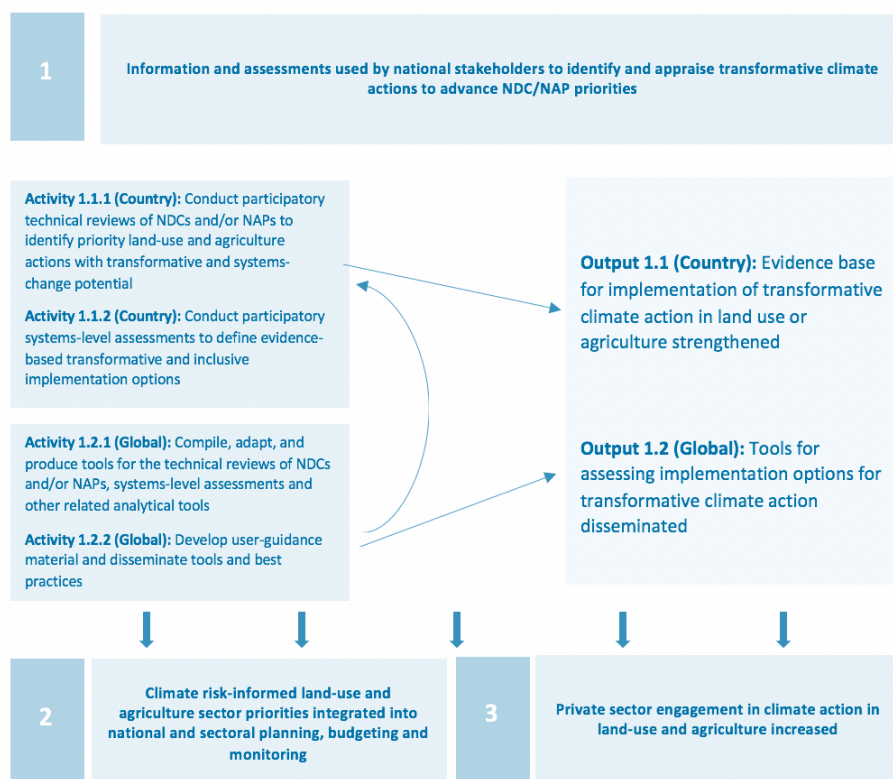 1
Information and assessments used by national stakeholders to identify and appraise transformative climate
actions to advance NDC/NAP priorities
Activity 1.1.1 (Country): Conduct participatory
technical reviews of NDCs and/or NAPs to
identify priority land-use and agriculture
actions with transformative and systems-
change potential
Activity 1.1.2 (Country): Conduct participatory
systems-level assessments to define evidence-
based transformative and inclusive
implementation options
Activity 1.2.1 (Global): Compile, adapt, and
produce tools for the technical reviews of NDCs
and/or NAPs, systems-level assessments and
other related analytical tools
Activity 1.2.2 (Global): Develop user-guidance
material and disseminate tools and best
practices
Output 1.1 (Country): Evidence base
for implementation of transformative
climate action in land use or
agriculture strengthened
Output 1.2 (Global): Tools for
assessing implementation options for
transformative climate action
disseminated
2
Climate risk-informed land-use and
agriculture sector priorities integrated into
national and sectoral planning, budgeting and
monitoring
3
Private sector engagement in climate action in
land-use and agriculture increased